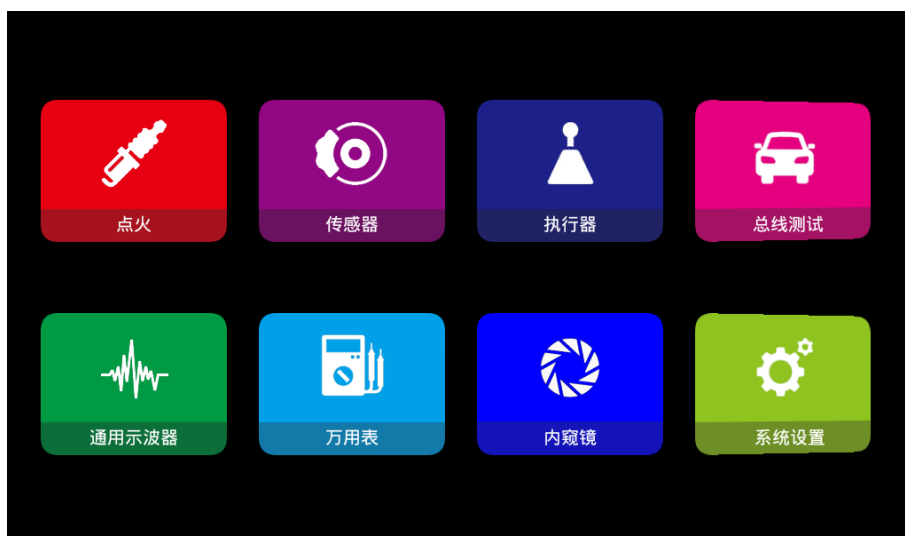 点火
传感器
执行器
总线测试
通用示波器
万用表
内窥镜
系统设置